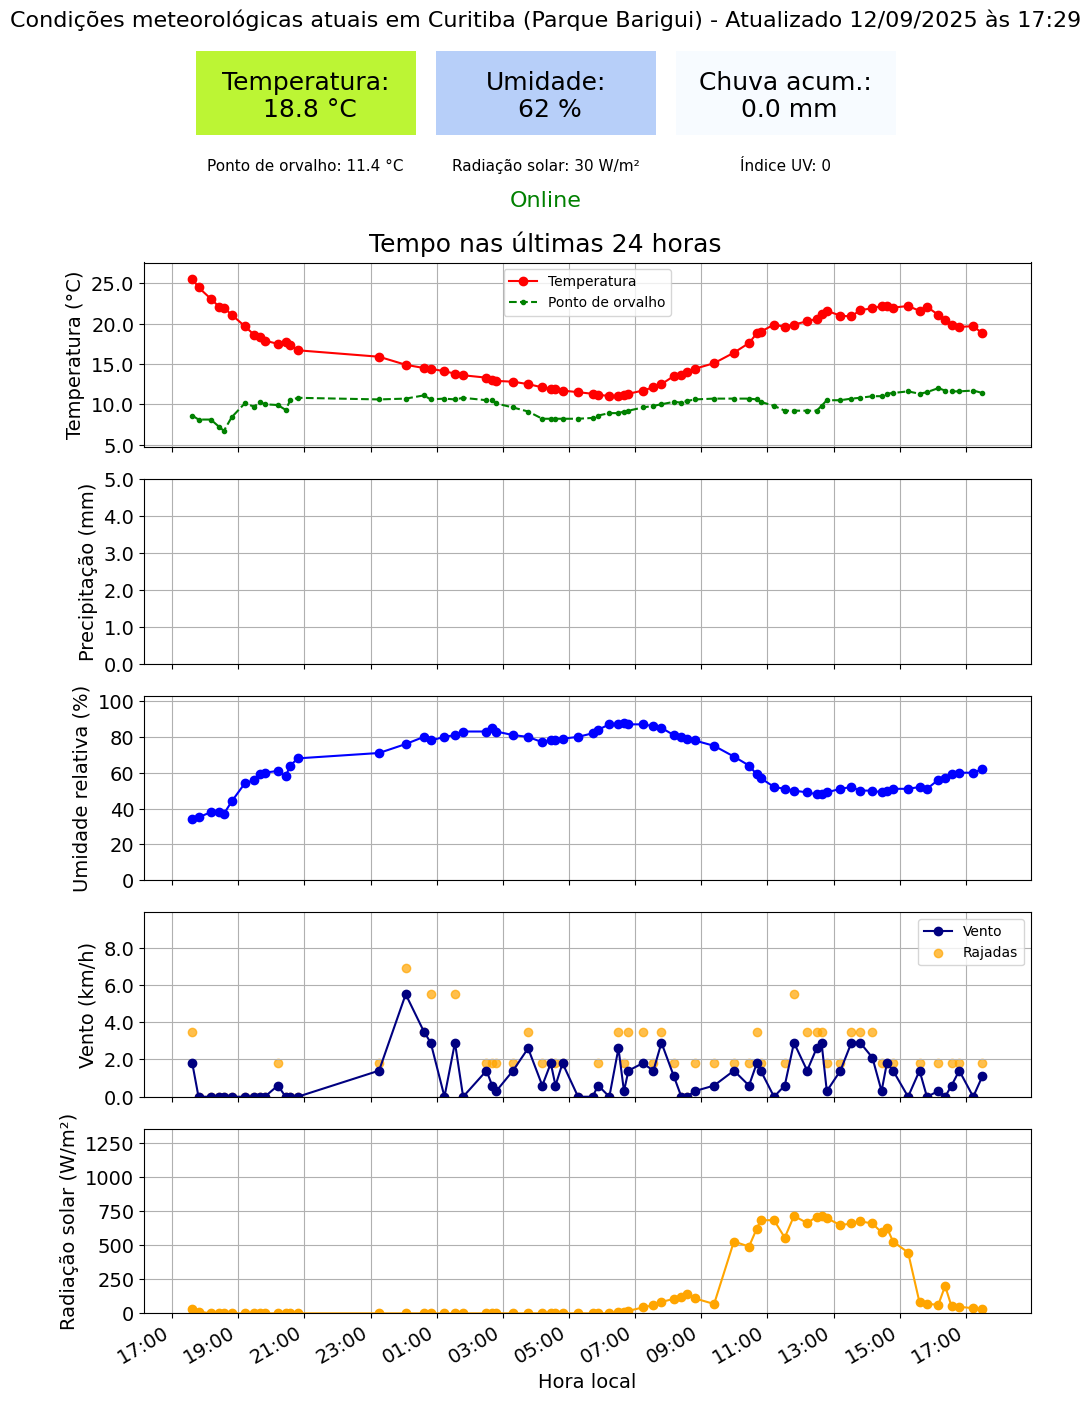 Condições meteorológicas atuais em Curitiba (Parque Barigui) - Atualizado 12/09/2025 às 17:29
Temperatura:
18.8 °C
Umidade:
62 %
Chuva acum.:
0.0 mm
Ponto de orvalho: 11.4 °C
Radiação solar: 30 W/m²
Índice UV: 0
Online
Tempo nas últimas 24 horas
Temperatura (°C)
25.0
20.0
15.0
10.0
5.0
Temperatura
Ponto de orvalho
Precipitação (mm)
5.0
4.0
3.0
2.0
1.0
0.0
Umidade relativa (%)
100
80
60
40
20
0
Vento (km/h)
8.0
6.0
4.0
2.0
0.0
Vento
Rajadas
Radiação solar (W/m²)
1250
1000
750
500
250
0
17:00
19:00
21:00
23:00
01:00
03:00
05:00
07:00
09:00
11:00
13:00
15:00
17:00
Hora local